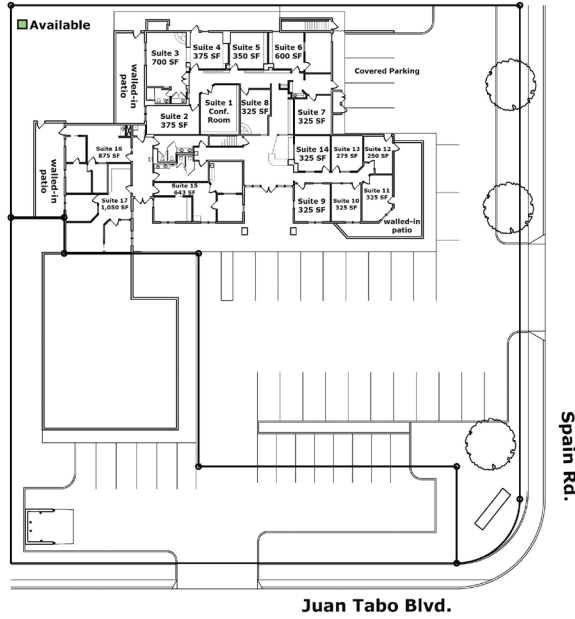 Available
Suite 3
700 SF
Suite 4
375 SF
Suite 5
350 SF
Suite 6
600 SF
walled-in
patio
Covered Parking
Suite 1
Conf.
Room
Suite 8
325 SF
Suite 2
375 SF
Suite 7
325 SF
Suite 16
875 SF
Suite 14
325 SF
Suite 13
275 SF
Suite 12
250 SF
walled-in
patio
Suite 15
643 SF
Suite 17
1,050 SF
Suite 9
325 SF
Suite 10
325 SF
Suite 11
325 SF
walled-in
patio
Spain Rd.
Juan Tabo Blvd.